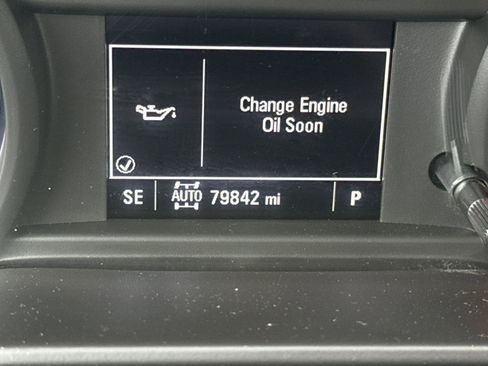 Change Engine
Oil Soon
SE AUTO 79842 mi P